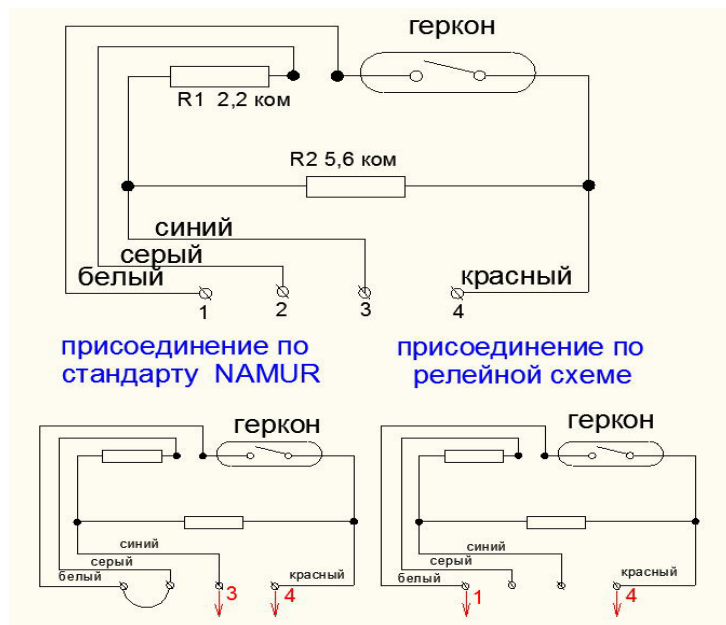 геркон
R1 2,2 ком
R2 5,6 ком
синий
серый
белый
красный
1 2 3 4
присоединение по
стандарту NAMUR
присоединение по
релейной схеме
геркон
синий
серый
белый
красный
3 4
геркон
синий
серый
белый
красный
1 4